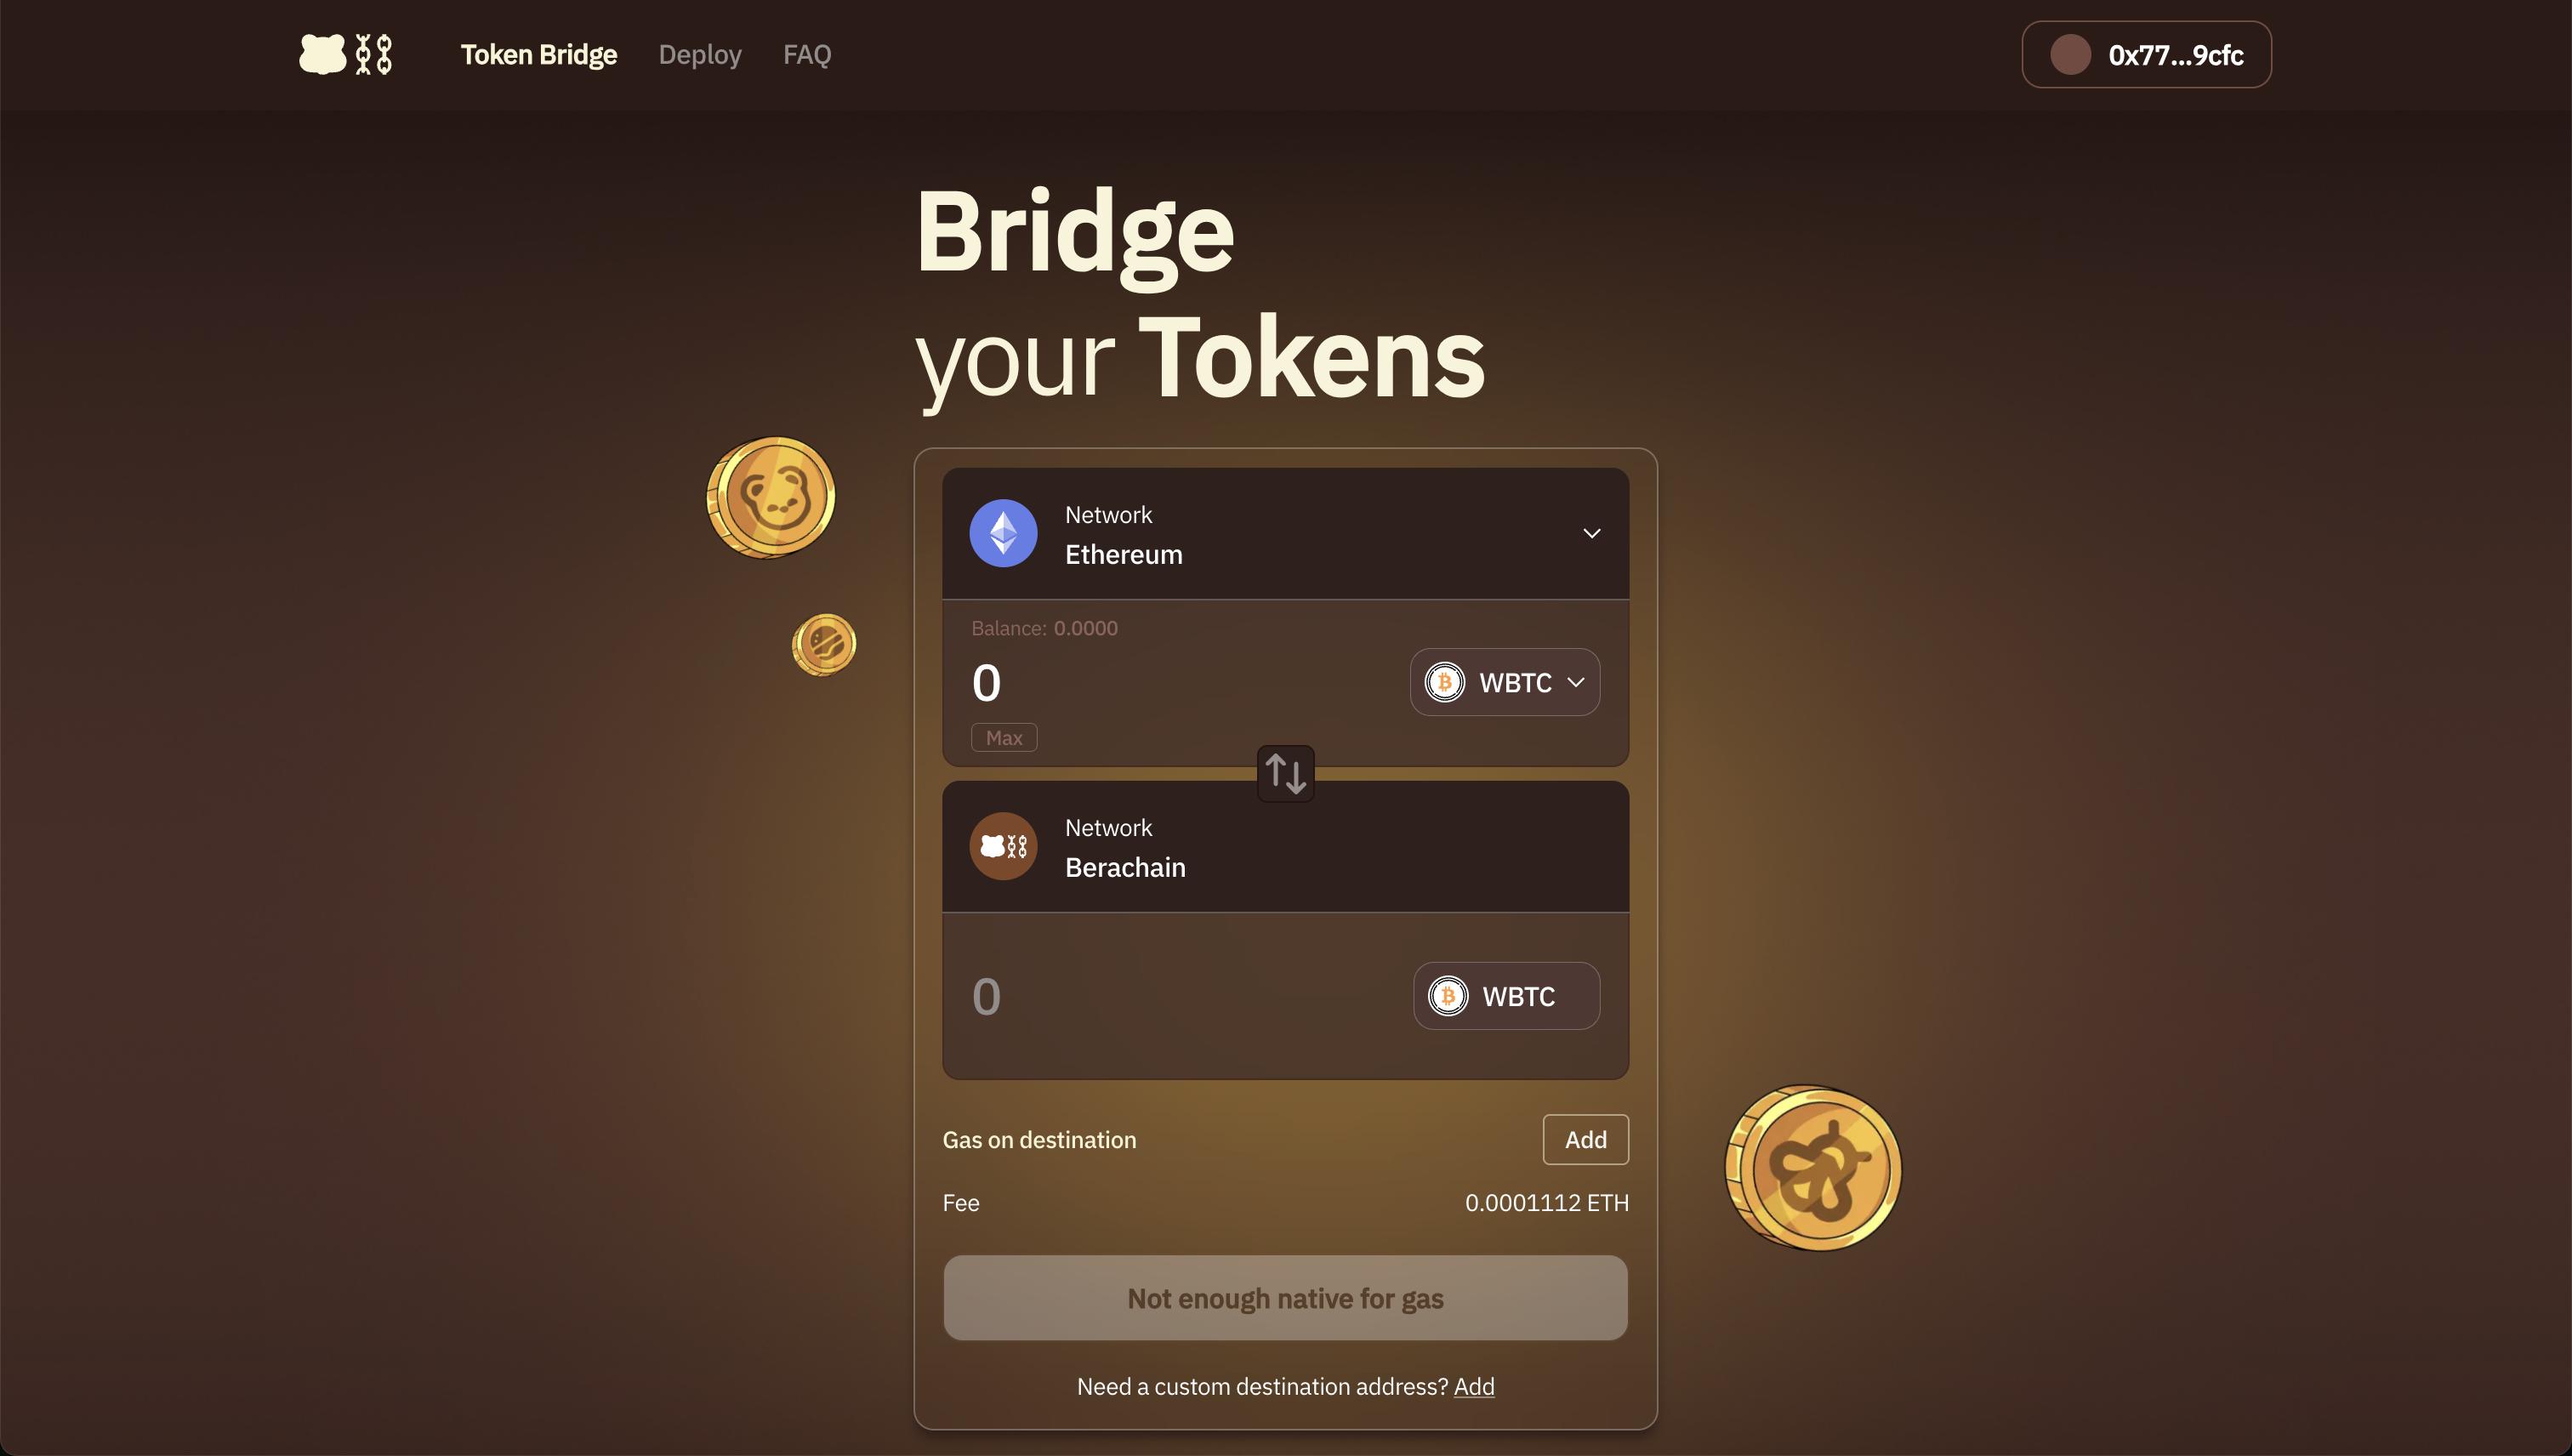 Token Bridge Deploy FAQ 0x77...9cfc
Bridge
your Tokens
Network
Ethereum
Balance: 0.0000
0 WBTC
Max
Network
Berachain
0 WBTC
Gas on destination Add
Fee 0.0001112 ETH
Not enough native for gas
Need a custom destination address? Add